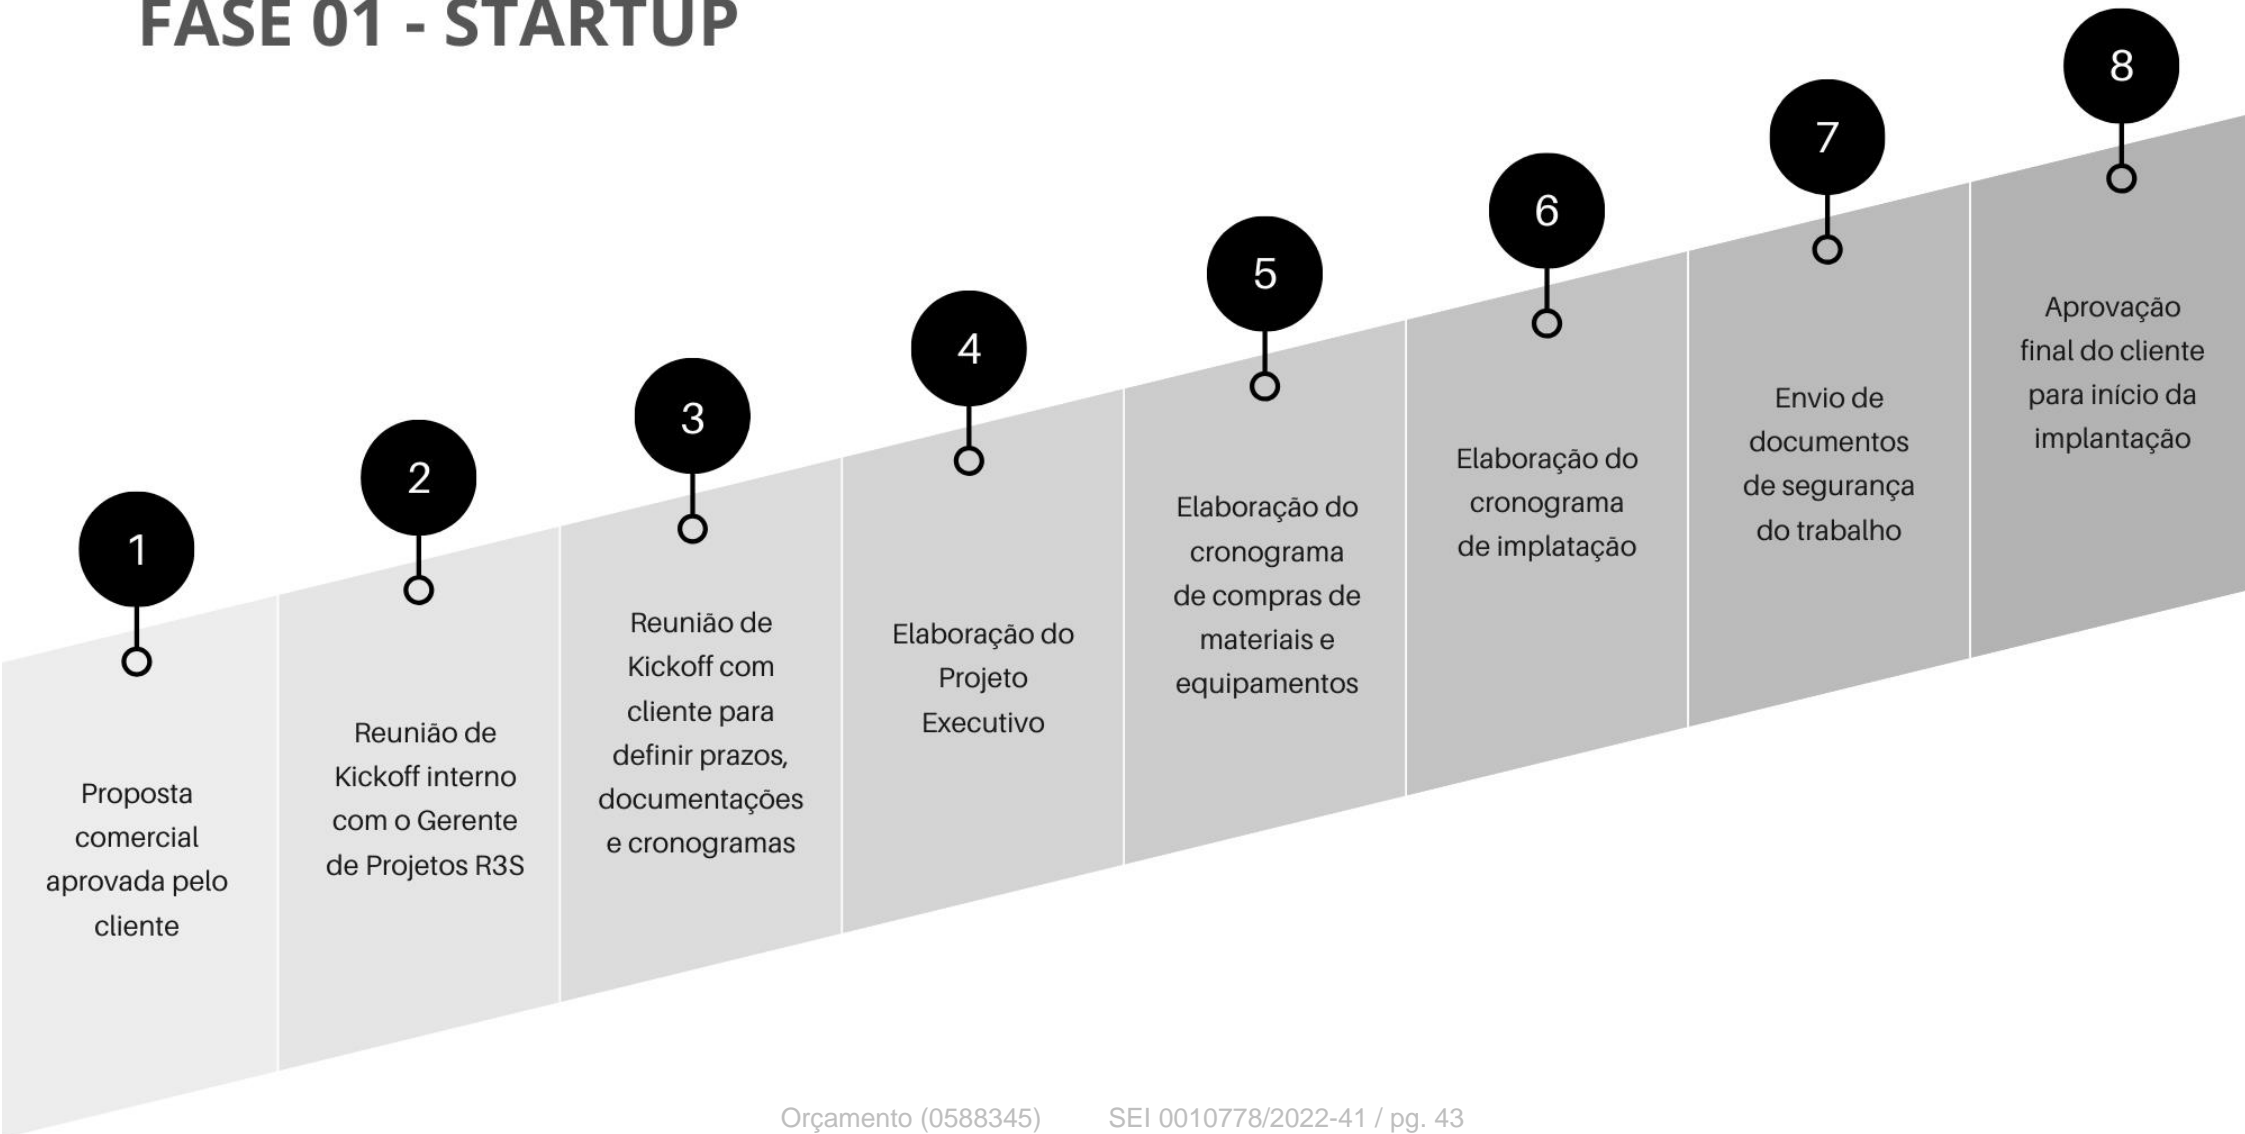 FASE 01 - STARTUP
1
Proposta
comercial
aprovada pelo
cliente
2
Reunião de
Kickoff interno
com o Gerente
de Projetos R3S
3
Reunião de
Kickoff com
cliente para
definir prazos,
documentações
e cronogramas
4
Elaboração do
Projeto
Executivo
5
Elaboração do
cronograma
de compras de
materiais e
equipamentos
6
Elaboração do
cronograma
de implatação
7
Envio de
documentos
de segurança
do trabalho
8
Aprovação
final do cliente
para início da
implantação
Orçamento (0588345) SEI 0010778/2022-41 / pg. 43